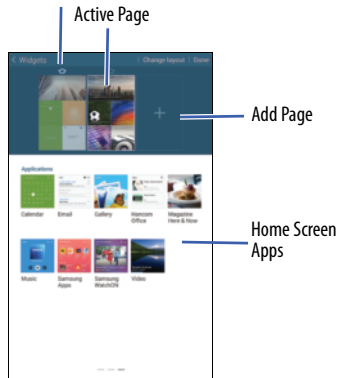 Active Page
Widgets
Change layout
Done
Add Page
Applications
Calendar
Email
Gallery
Hancom Office
Magazine Here & Now
Home Screen Apps
Music
Samsung Apps
Samsung WatchON
Video